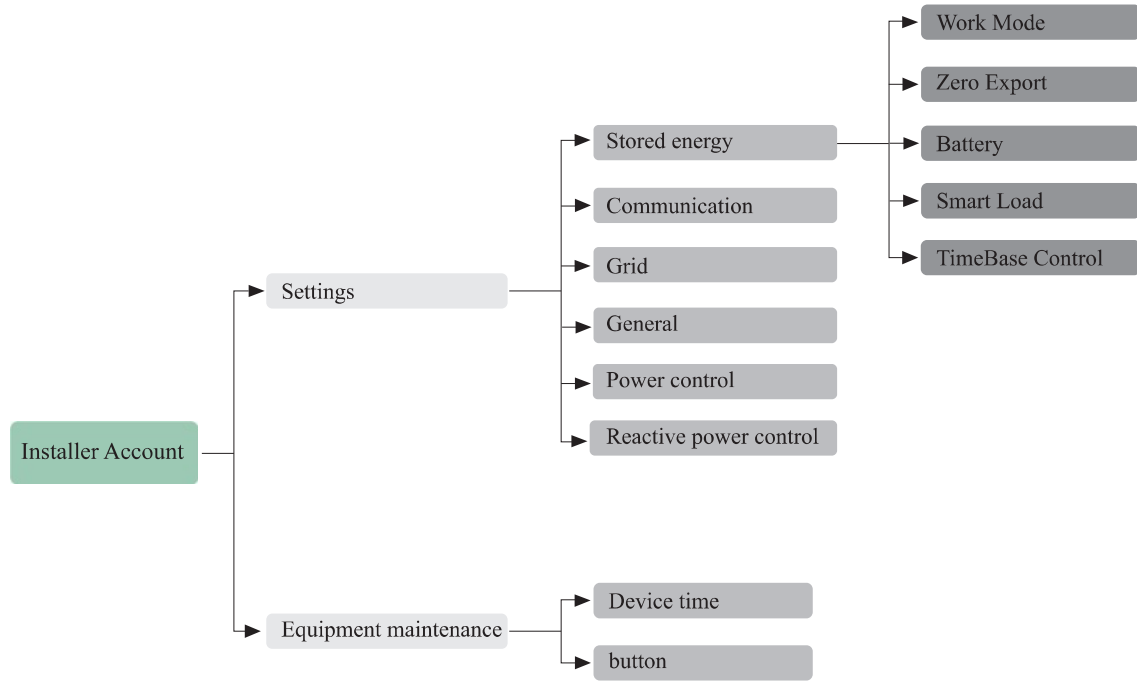 Installer Account
Settings
Stored energy
Work Mode
Zero Export
Battery
Smart Load
TimeBase Control
Communication
Grid
General
Power control
Reactive power control
Equipment maintenance
Device time
button